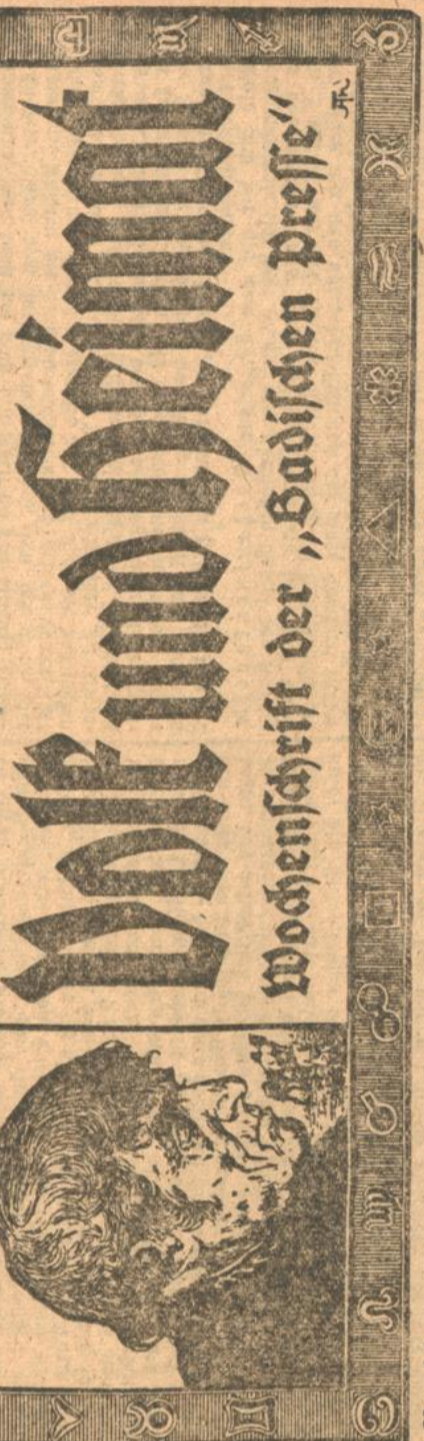 Volk und Heimat
Wochenschrift der „Badischen Presse“